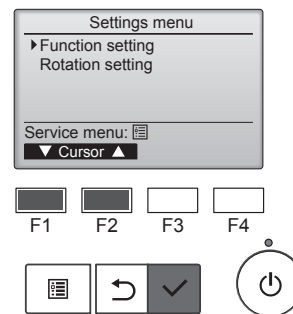 Settings menu
Function setting
Rotation setting
Service menu:
▼ Cursor ▲
F1 F2 F3 F4